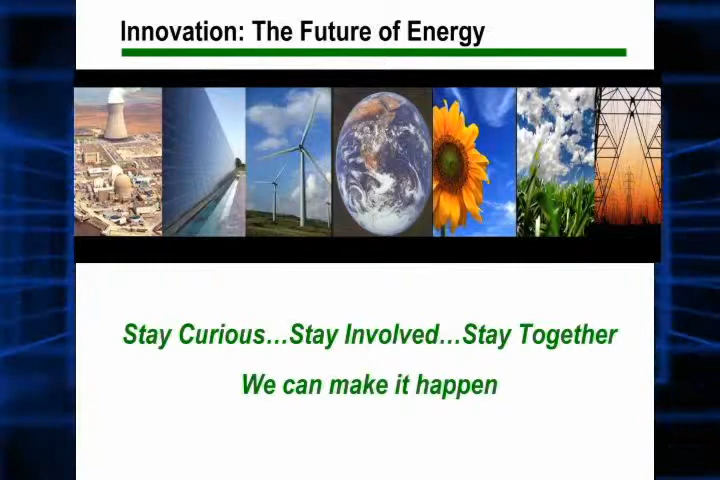 Innovation: The Future of Energy
Stay Curious…Stay Involved…Stay Together
We can make it happen